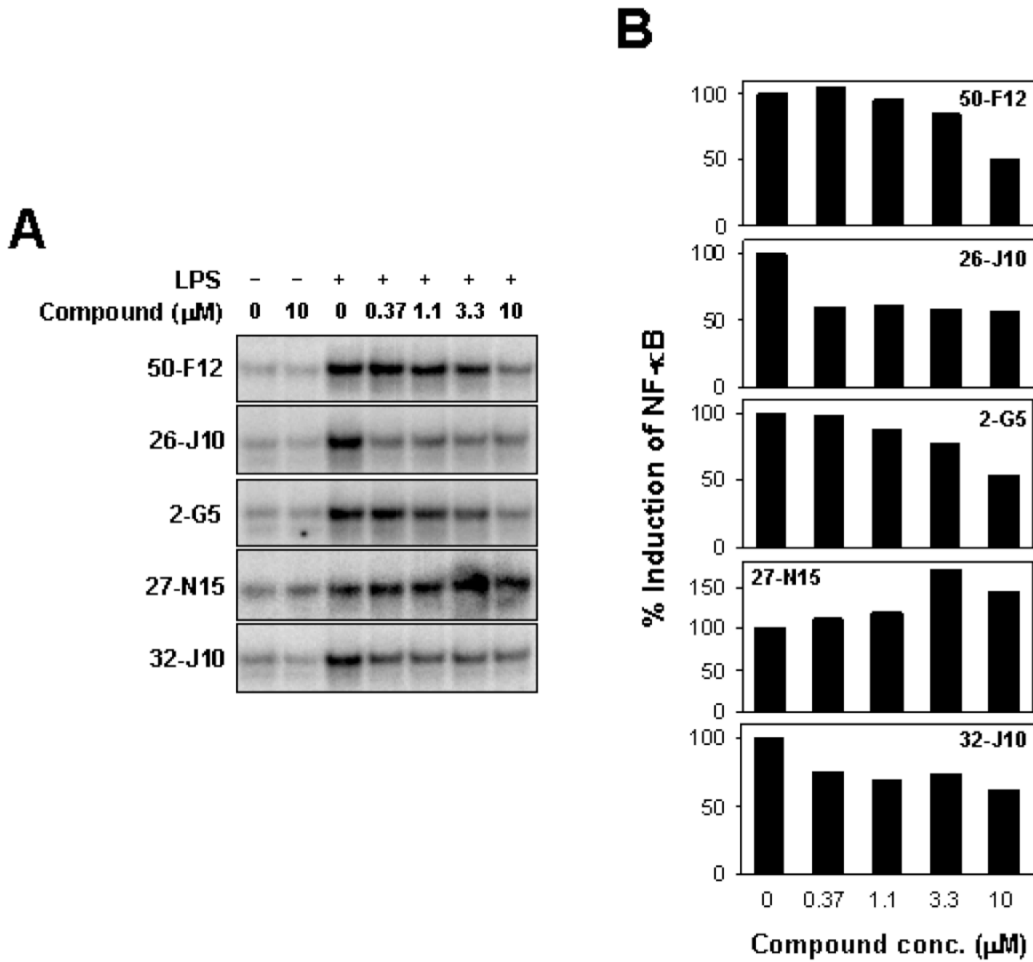 A
LPS - - + + + + +
Compound (μM) 0 10 0 0.37 1.1 3.3 10
50-F12
26-J10
2-G5
27-N15
32-J10
B
% Induction of NF-κB
100
50
0
50-F12
100
50
0
26-J10
100
50
0
2-G5
150
100
50
0
27-N15
100
50
0
32-J10
0 0.37 1.1 3.3 10
Compound conc. (μM)